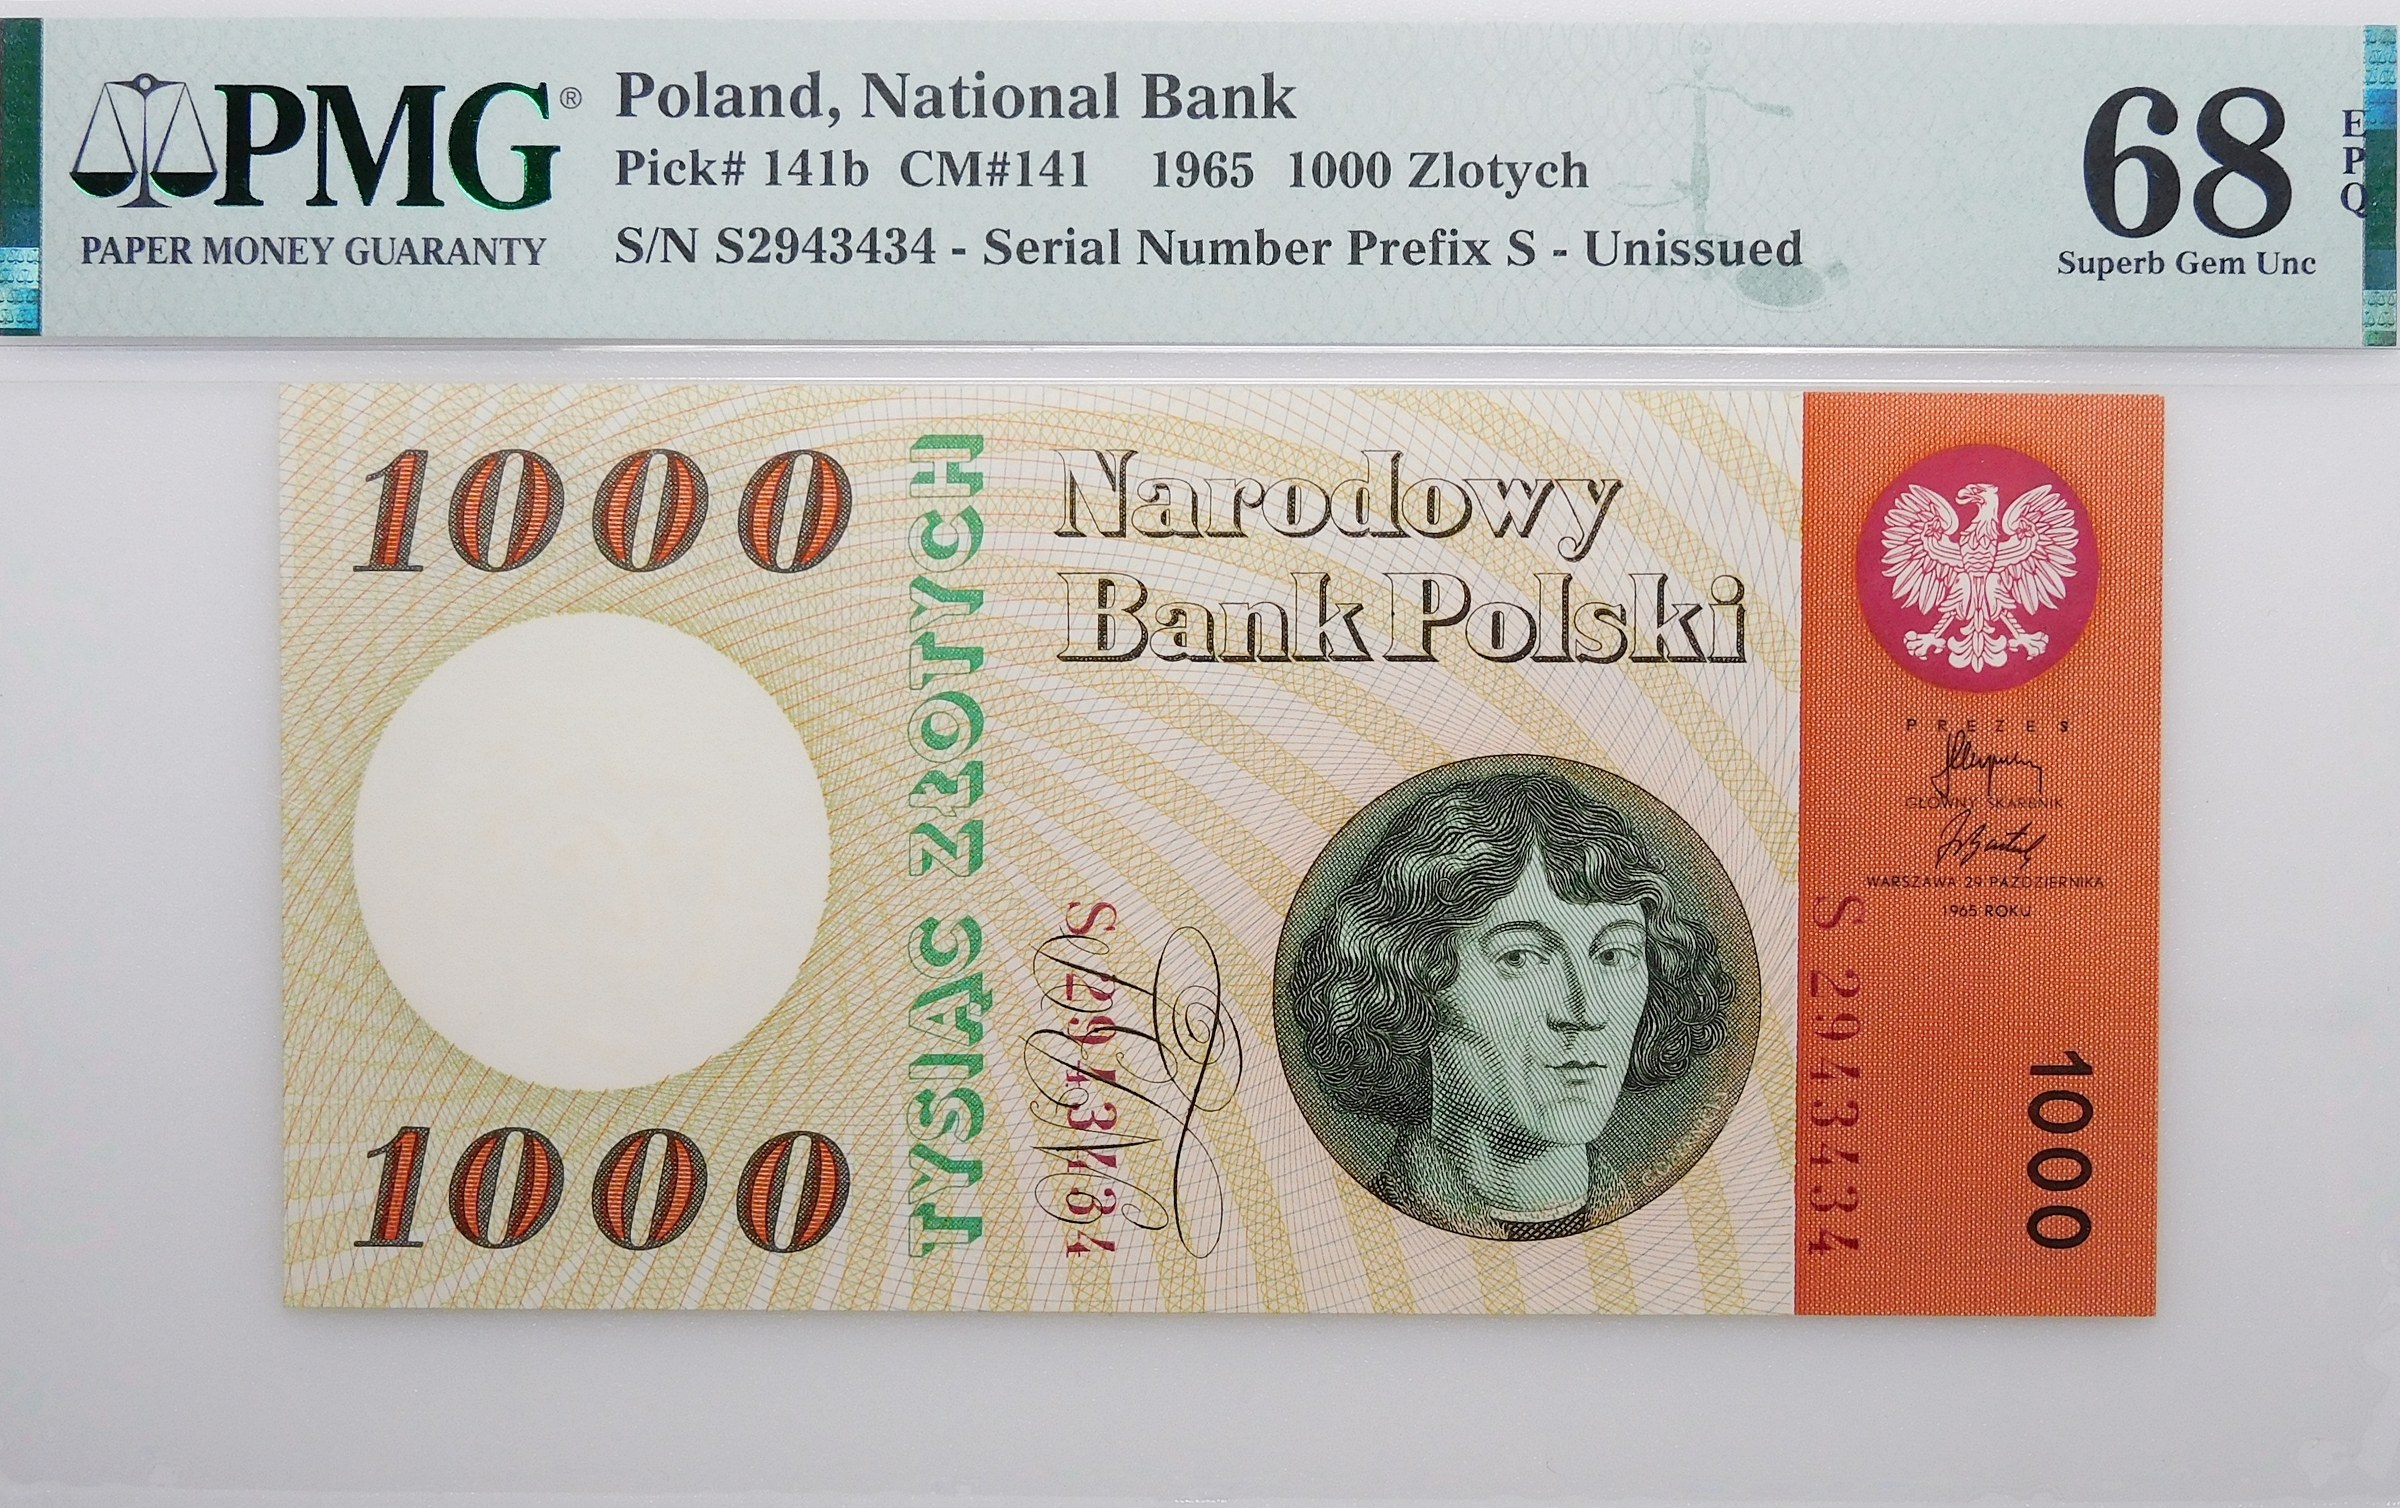 PMG®
PAPER MONEY GUARANTY
Poland, National Bank
Pick# 141b CM#141 1965 1000 Zlotych
S/N S2943434 - Serial Number Prefix S - Unissued
68
EPQ
Superb Gem Unc
1000
TYSIĄC ZŁOTYCH
Narodowy
Bank Polski
1000
S 2943434
PREZES
GŁÓWNY SKARBNIK
WARSZAWA 29 PAŹDZIERNIKA
1965 ROKU
S 2943434
1000